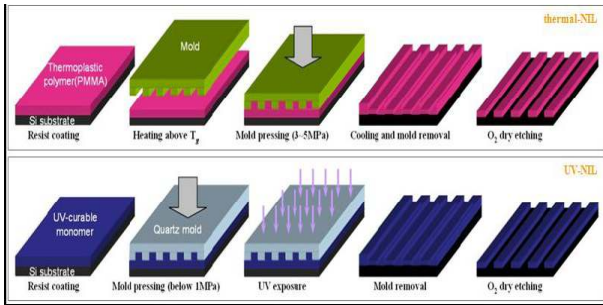 thermal-NIL
Mold
Thermoplastic
polymer(PMMA)
Si substrate
Resist coating
Heating above Tg
Mold pressing (3~5MPa)
Cooling and mold removal
O2 dry etching
UV-NIL
UV-curable
monomer
Quartz mold
Si substrate
Resist coating
Mold pressing (below 1MPa)
UV exposure
Mold removal
O2 dry etching